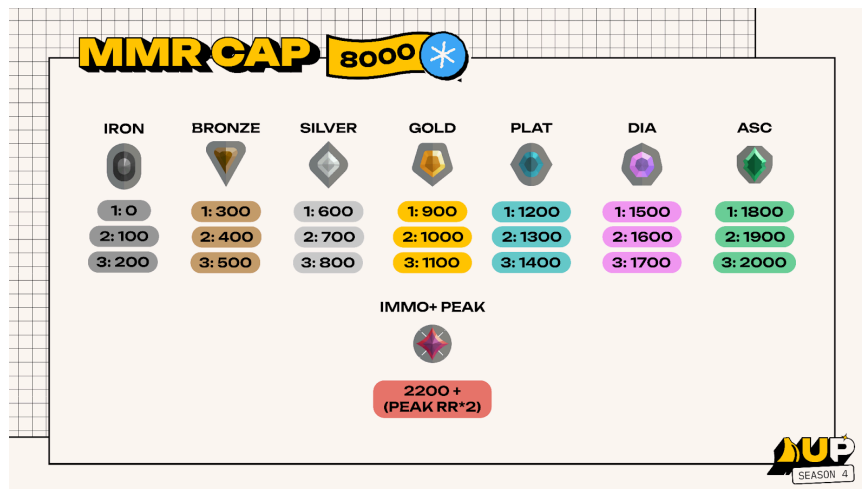 MMR CAP 8000
IRON BRONZE SILVER GOLD PLAT DIA ASC
1: 0 1: 300 1: 600 1: 900 1: 1200 1: 1500 1: 1800
2: 100 2: 400 2: 700 2: 1000 2: 1300 2: 1600 2: 1900
3: 200 3: 500 3: 800 3: 1100 3: 1400 3: 1700 3: 2000
IMMO+ PEAK
2200 +
(PEAK RR*2)
UP
SEASON 4